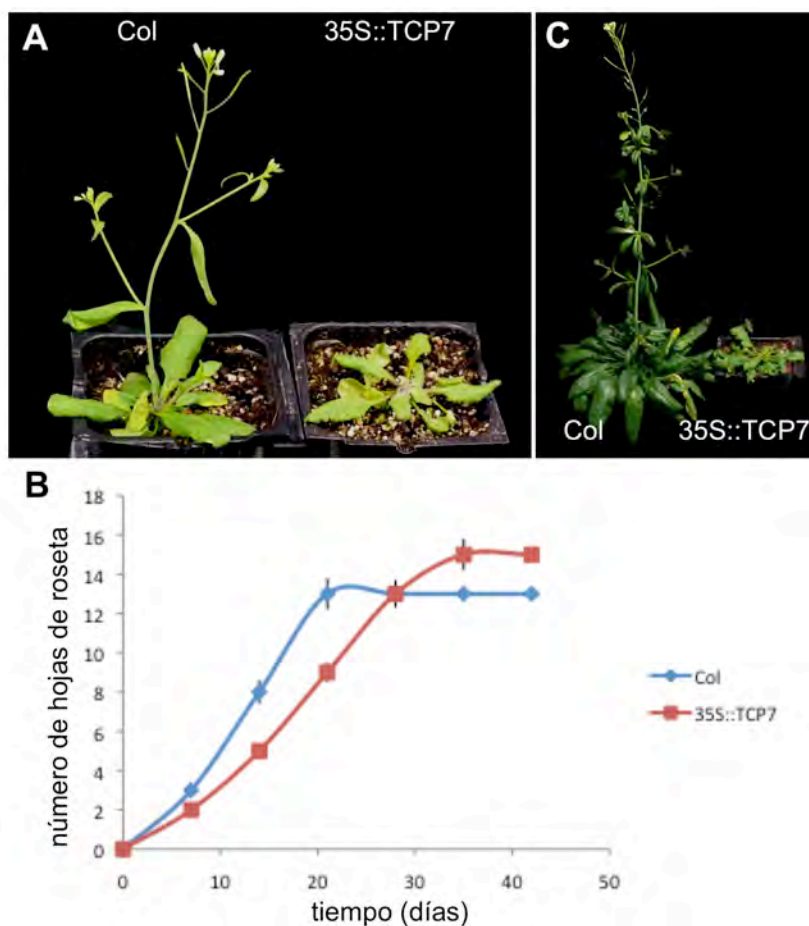 A
Col
35S::TCP7
C
Col
35S::TCP7
B
18
16
14
12
10
8
6
4
2
0
número de hojas de roseta
0 10 20 30 40 50
tiempo (días)
Col
35S::TCP7